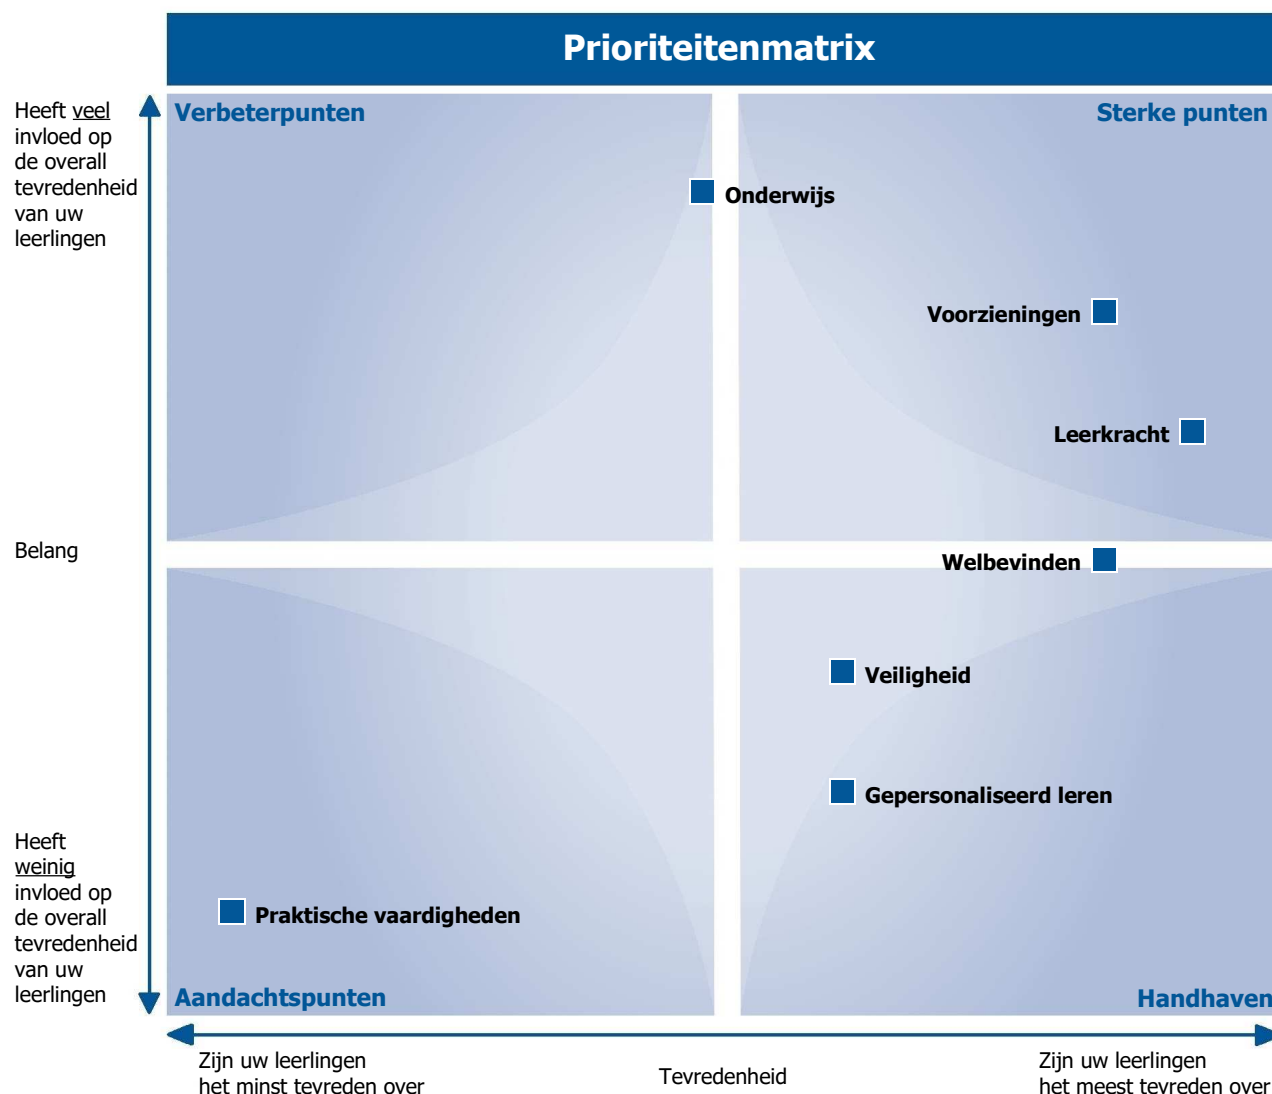 Prioriteitenmatrix
Heeft veel
invloed op
de overall
tevredenheid
van uw
leerlingen
Verbeterpunten
Sterke punten
Onderwijs
Voorzieningen
Leerkracht
Belang
Welbevinden
Veiligheid
Gepersonaliseerd leren
Heeft
weinig
invloed op
de overall
tevredenheid
van uw
leerlingen
Praktische vaardigheden
Aandachtspunten
Handhaven
Zijn uw leerlingen
het minst tevreden over
Tevredenheid
Zijn uw leerlingen
het meest tevreden over